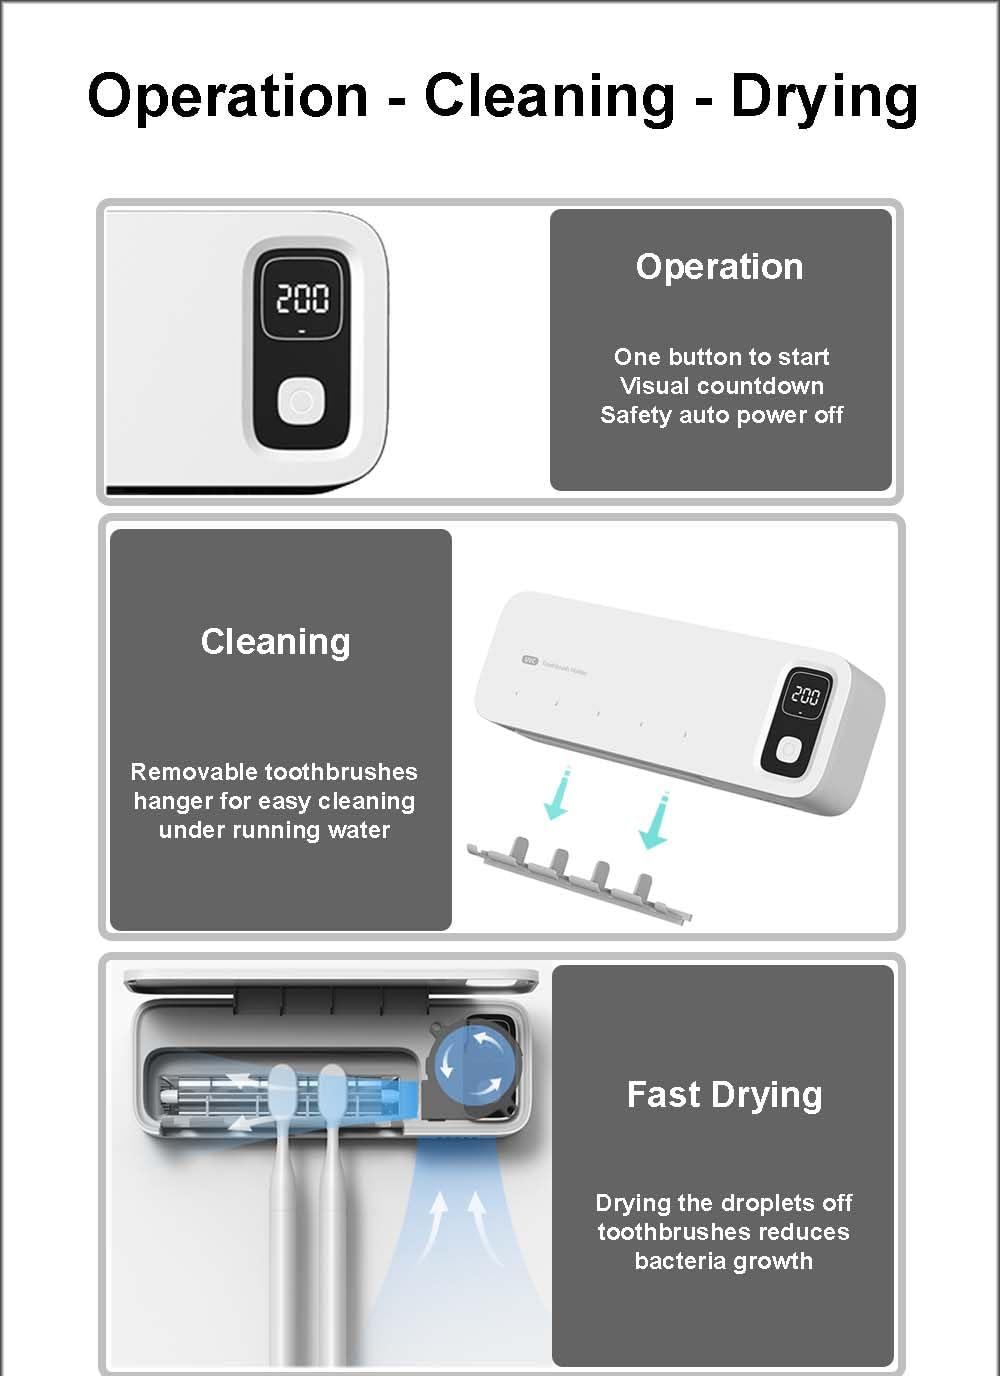 Operation - Cleaning - Drying
200
Operation
One button to start
Visual countdown
Safety auto power off
Cleaning
Removable toothbrushes
hanger for easy cleaning
under running water
UVC Toothbrush Holder
200
Fast Drying
Drying the droplets off
toothbrushes reduces
bacteria growth